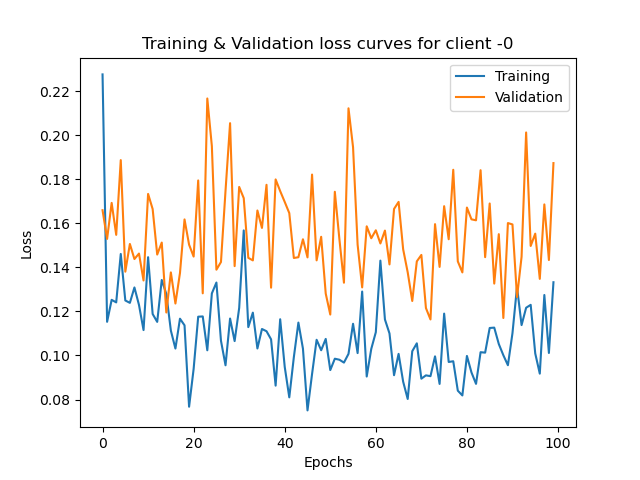 Training & Validation loss curves for client -0
Training
Validation
0.22
0.20
0.18
0.16
0.14
0.12
0.10
0.08
Loss
0
20
40
60
80
100
Epochs